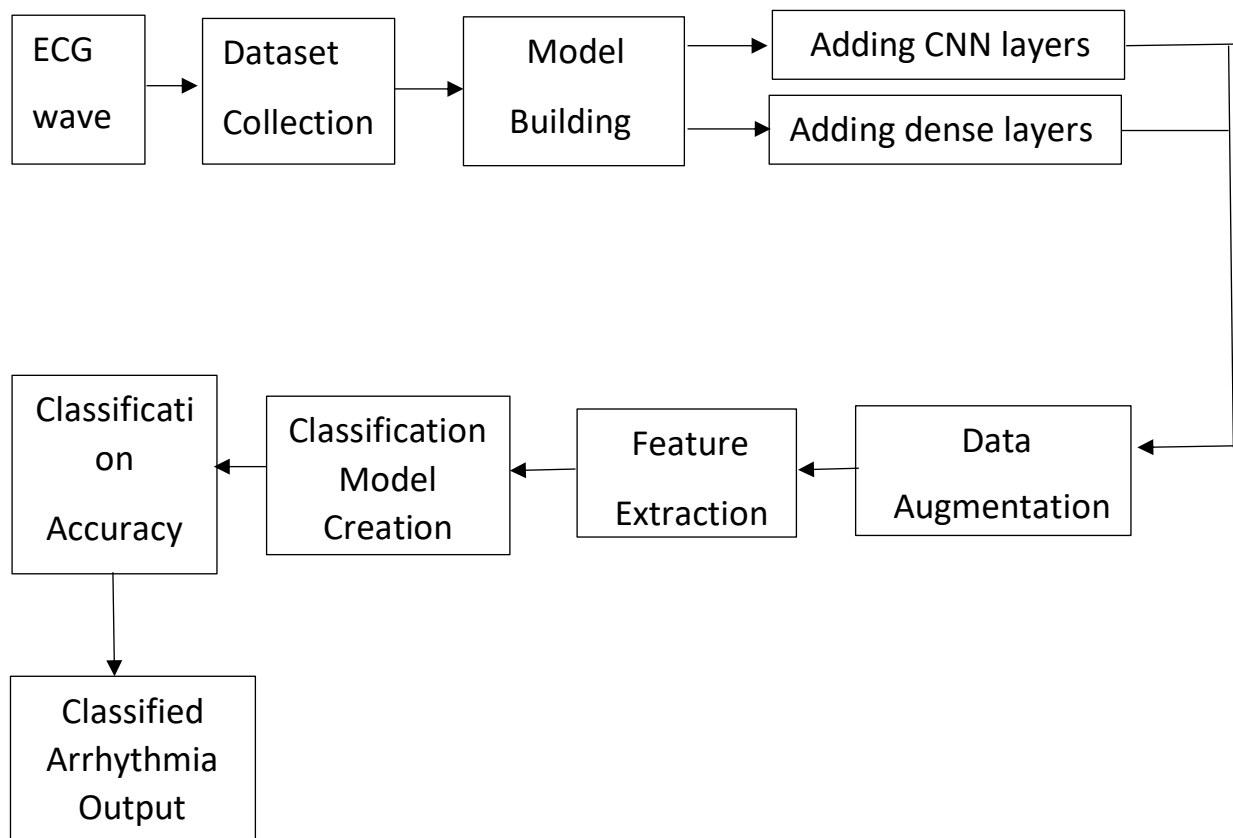 ECG
wave
Dataset
Collection
Model
Building
Adding CNN layers
Adding dense layers
Data
Augmentation
Feature
Extraction
Classification
Model
Creation
Classificati
on
Accuracy
Classified
Arrhythmia
Output